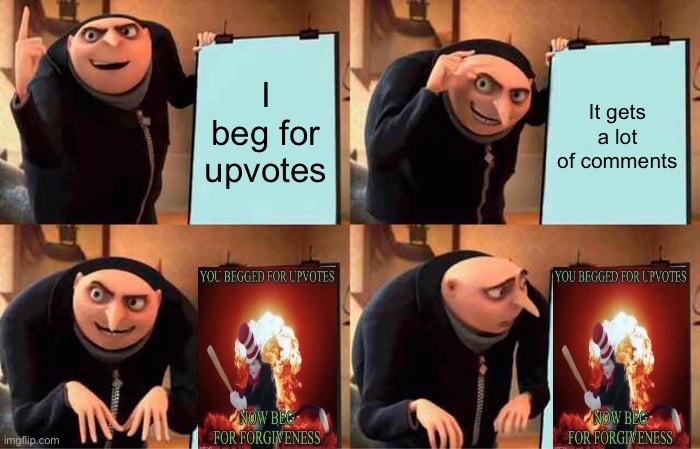 I
beg for
upvotes
It gets
a lot
of comments
YOU BEGGED FOR UPVOTES
NOW BEG
FOR FORGIVENESS
YOU BEGGED FOR UPVOTES
NOW BEG
FOR FORGIVENESS
imgflip.com